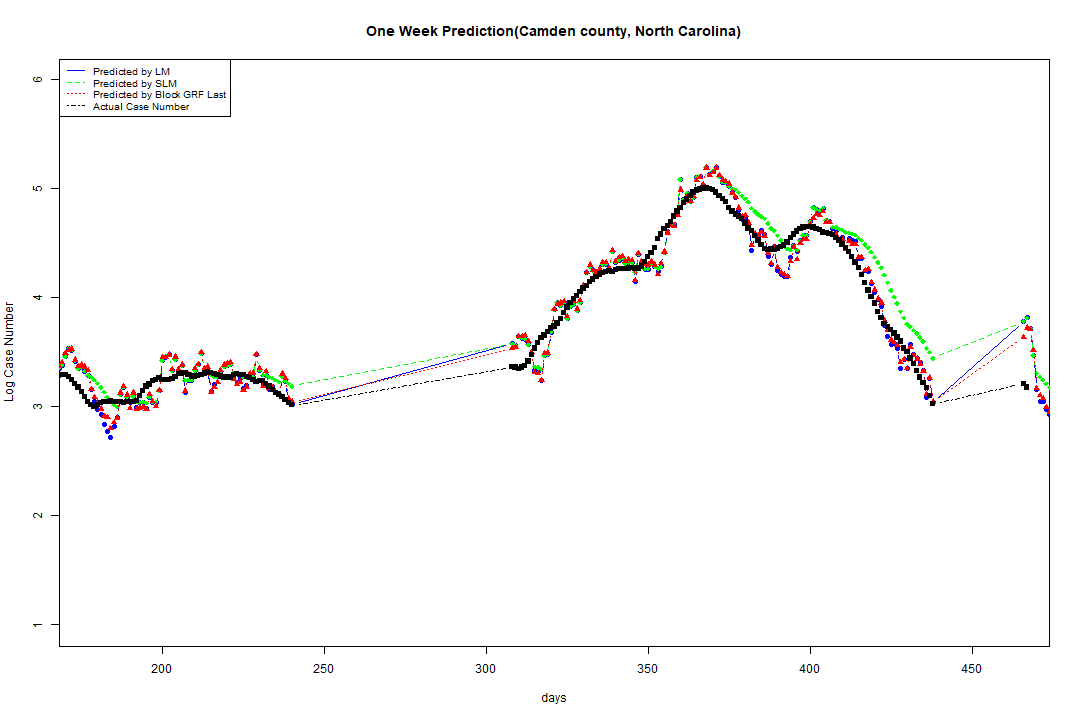 One Week Prediction(Camden county, North Carolina)
Predicted by LM
Predicted by SLM
Predicted by Block GRF Last
Actual Case Number
Log Case Number
6
5
4
3
2
1
200 250 300 350 400 450
days